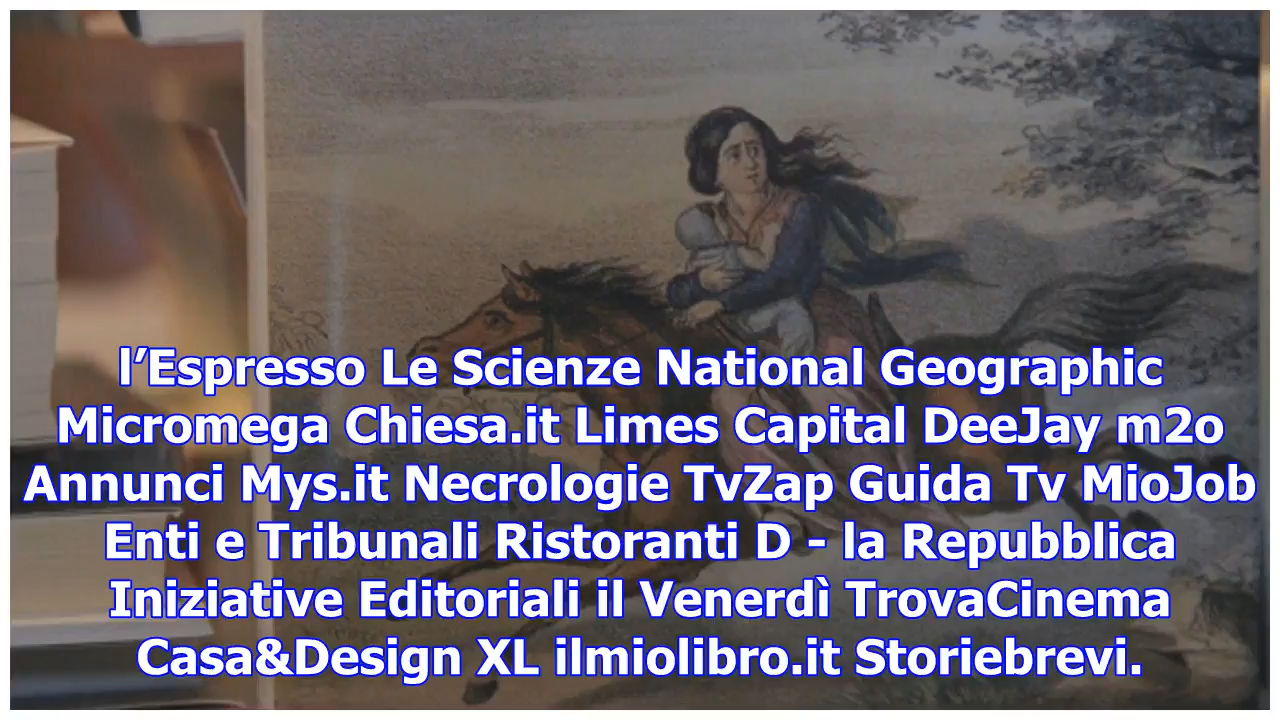 l’Espresso Le Scienze National Geographic
Micromega Chiesa.it Limes Capital DeeJay m2o
Annunci Mys.it Necrologie TvZap Guida Tv MioJob
Enti e Tribunali Ristoranti D - la Repubblica
Iniziative Editoriali il Venerdì TrovaCinema
Casa&Design XL ilmiolibro.it Storiebrevi.